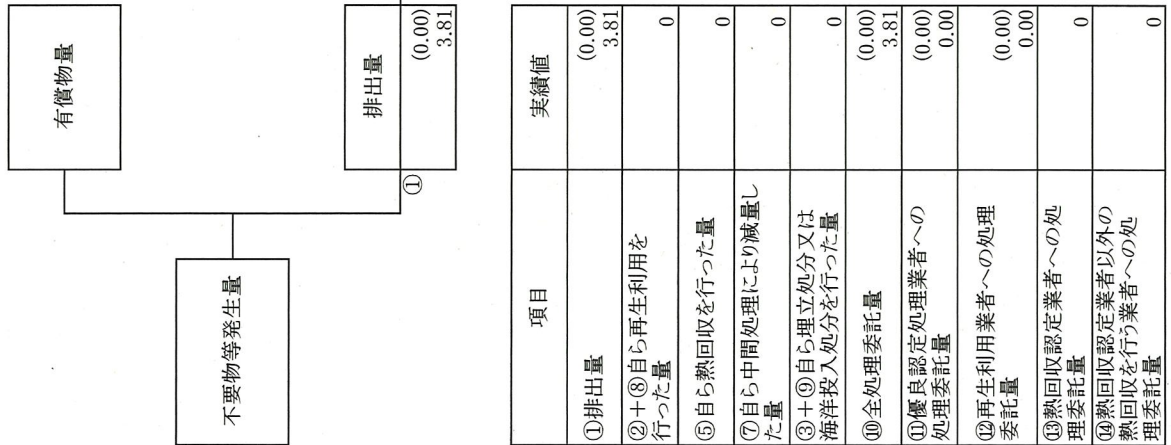 有償物量
不要物等発生量
排出量
①
(0.00)
3.81
項目
実績値
①排出量
(0.00)
3.81
②+⑧自ら再生利用を
行った量
0
⑤自ら熱回収を行った量
0
⑦自ら中間処理により減量し
た量
0
③+⑨自ら埋立処分又は
海洋投入処分を行った量
0
⑩全処理委託量
(0.00)
3.81
⑪優良認定処理業者への
処理委託量
(0.00)
0.00
⑫再生利用業者への処理
委託量
(0.00)
0.00
⑬熱回収認定業者への処
理委託量
0
⑭熱回収認定業者以外の
熱回収を行う業者への処
理委託量
0